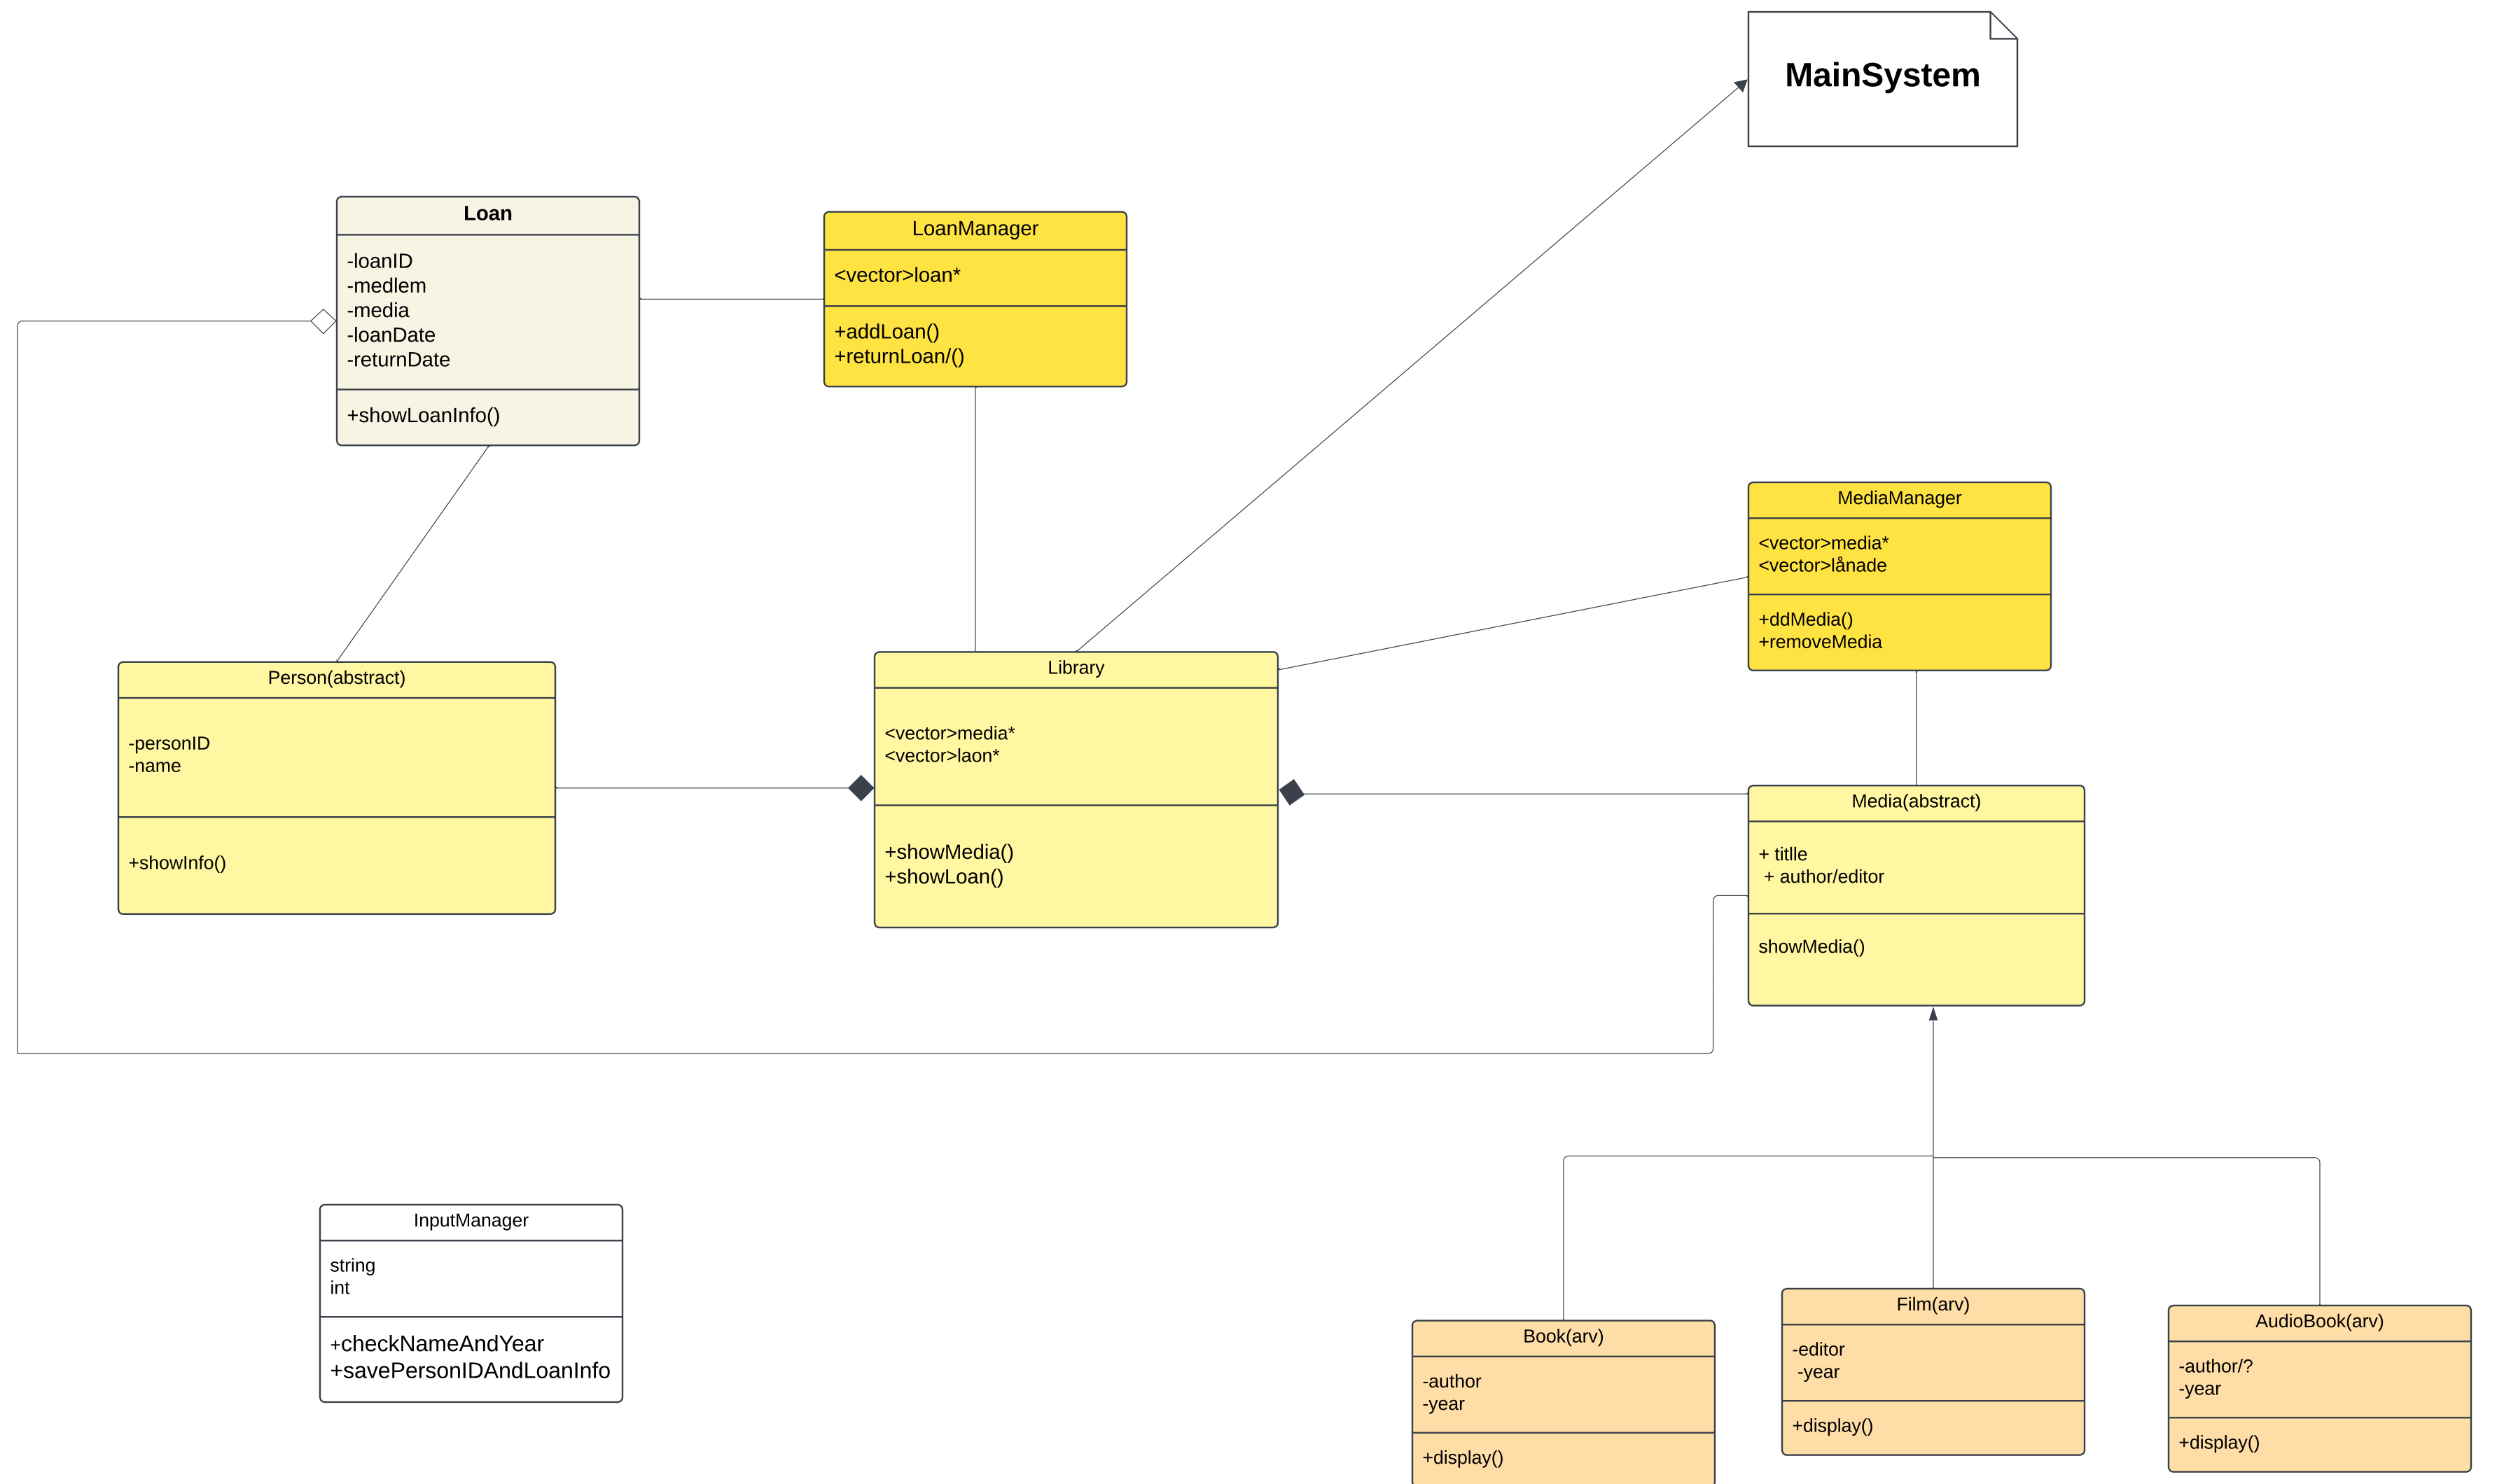 MainSystem
Loan
-loanID
-medlem
-media
-loanDate
-returnDate
+showLoanInfo()
LoanManager
<vector>loan*
+addLoan()
+returnLoan/()
MediaManager
<vector>media*
<vector>lånade
+ddMedia()
+removeMedia
Person(abstract)
-personID
-name
+showInfo()
Library
<vector>media*
<vector>laon*
+showMedia()
+showLoan()
Media(abstract)
+ titlle
+ author/editor
showMedia()
InputManager
string
int
+checkNameAndYear
+savePersonIDAndLoanInfo
Book(arv)
-author
-year
+display()
Film(arv)
-editor
-year
+display()
AudioBook(arv)
-author/?
-year
+display()